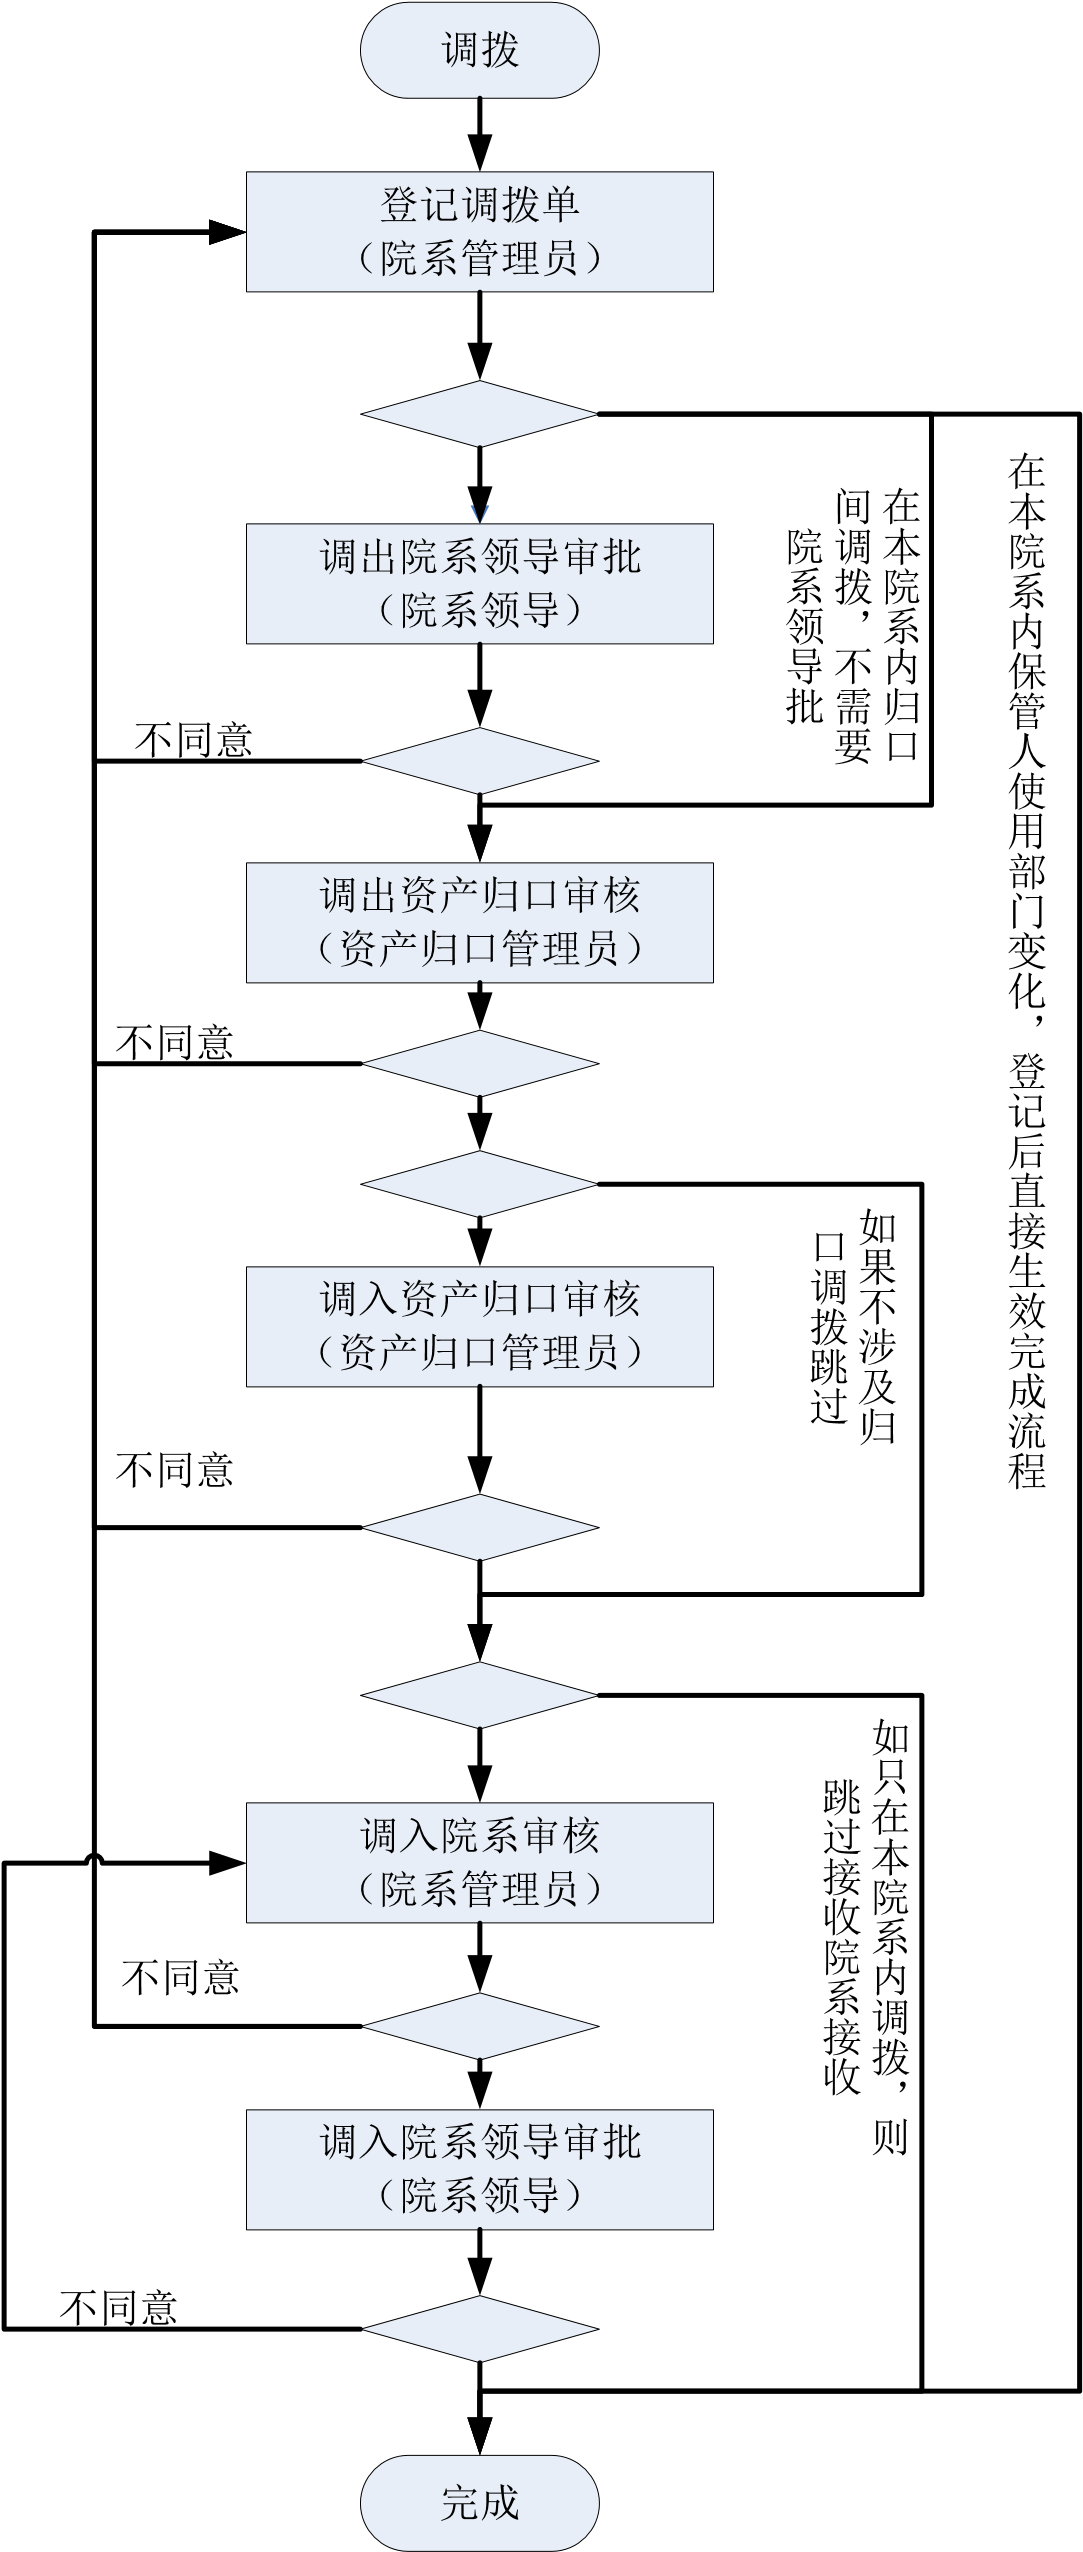 调拨
登记调拨单
（院系管理员）
在本院系内归口
间调拨，不需要
院系领导批
在本院系内保管人使用部门变化，登记后直接生效完成流程
调出院系领导审批
（院系领导）
不同意
调出资产归口审核
（资产归口管理员）
不同意
如果不涉及归
口调拨跳过
调入资产归口审核
（资产归口管理员）
不同意
如只在本院系内调拨，则
跳过接收院系接收
调入院系审核
（院系管理员）
不同意
调入院系领导审批
（院系领导）
不同意
完成